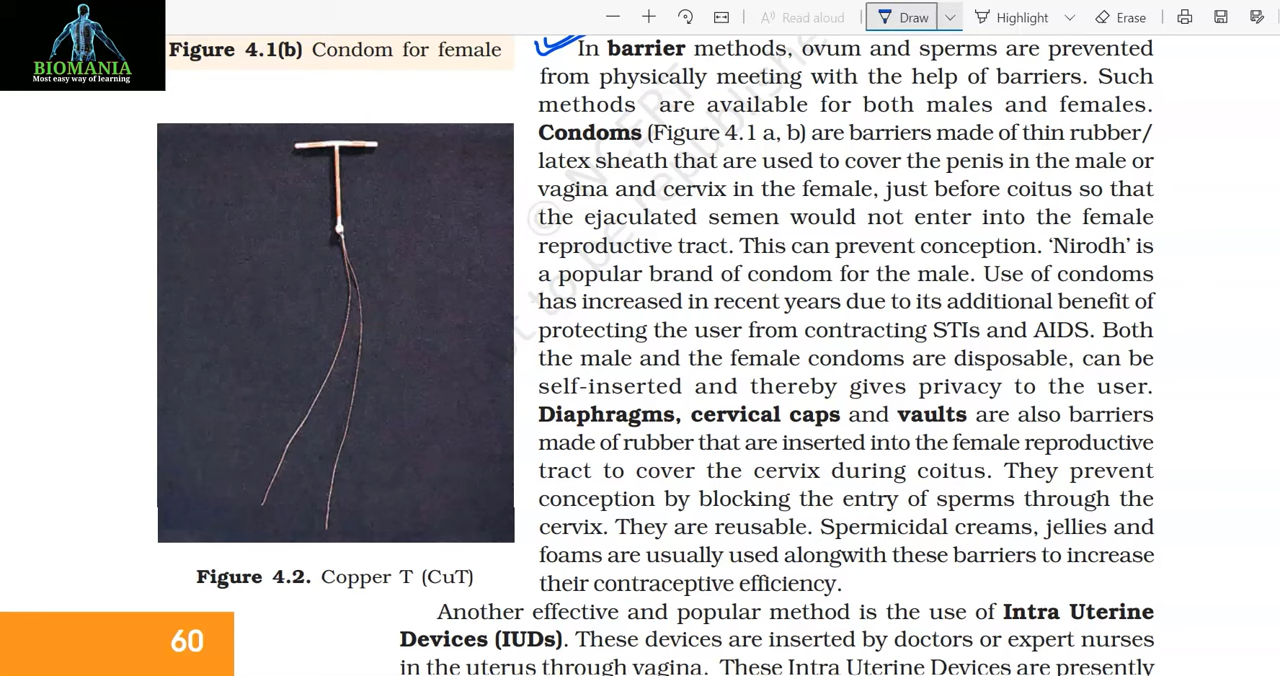 BIOMANIA
Most easy way of learning
Read aloud
Draw
Highlight
Erase
Figure 4.1(b) Condom for female
In barrier methods, ovum and sperms are prevented
from physically meeting with the help of barriers. Such
methods are available for both males and females.
Condoms (Figure 4.1 a, b) are barriers made of thin rubber/
latex sheath that are used to cover the penis in the male or
vagina and cervix in the female, just before coitus so that
the ejaculated semen would not enter into the female
reproductive tract. This can prevent conception. ‘Nirodh’ is
a popular brand of condom for the male. Use of condoms
has increased in recent years due to its additional benefit of
protecting the user from contracting STIs and AIDS. Both
the male and the female condoms are disposable, can be
self-inserted and thereby gives privacy to the user.
Diaphragms, cervical caps and vaults are also barriers
made of rubber that are inserted into the female reproductive
tract to cover the cervix during coitus. They prevent
conception by blocking the entry of sperms through the
cervix. They are reusable. Spermicidal creams, jellies and
foams are usually used alongwith these barriers to increase
their contraceptive efficiency.
Figure 4.2. Copper T (CuT)
Another effective and popular method is the use of Intra Uterine
Devices (IUDs). These devices are inserted by doctors or expert nurses
in the uterus through vagina. These Intra Uterine Devices are presently
60